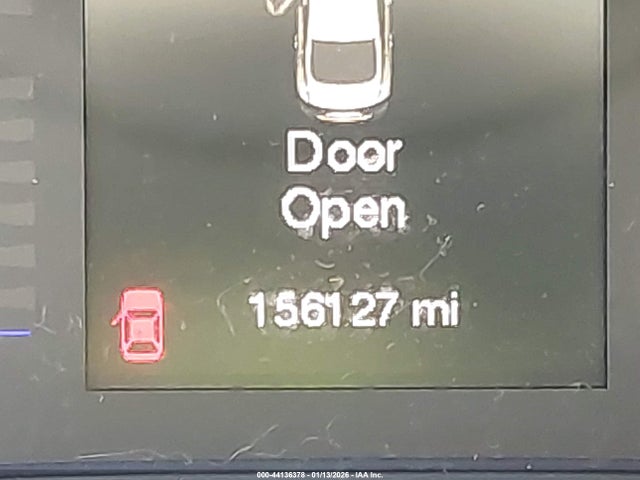 Door
Open
156127 mi
000-44136378 - 01/13/2026 - IAA Inc.